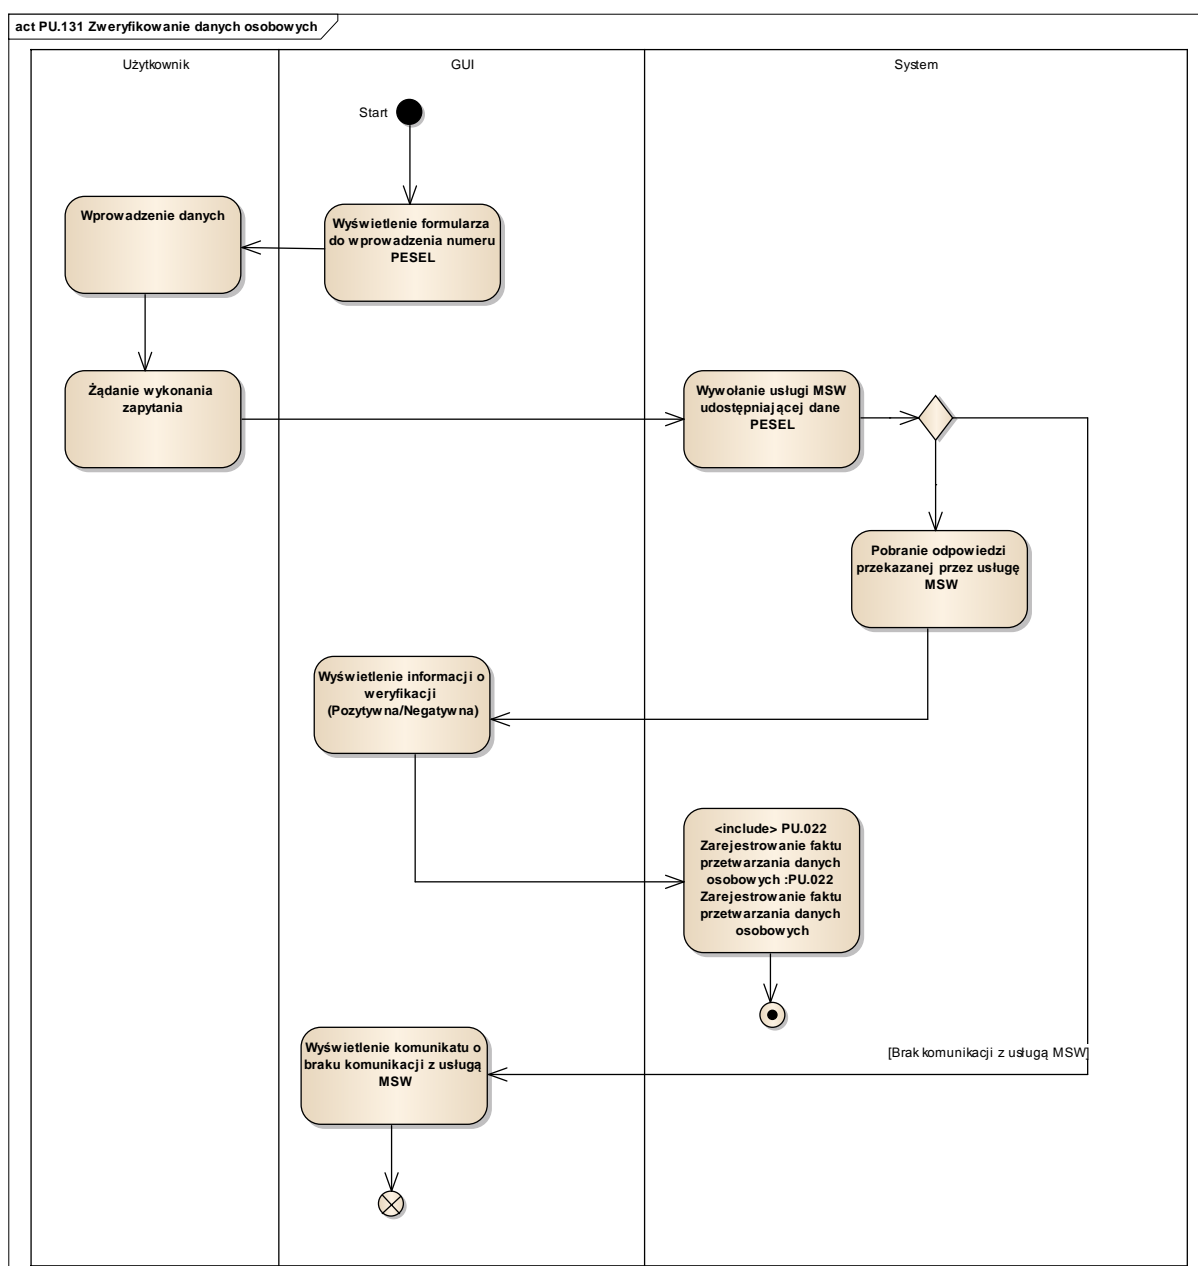 act PU.131 Zweryfikowanie danych osobowych
Użytkownik
GUI
System
Start
Wprowadzenie danych
Wyświetlenie formularza
do wprowadzenia numeru
PESEL
Żądanie wykonania
zapytania
Wywołanie usługi MSW
udostępniającej dane
PESEL
Pobranie odpowiedzi
przekazanej przez usługę
MSW
Wyświetlenie informacji o
weryfikacji
(Pozytywna/Negatywna)
<include> PU.022
Zarejestrowanie faktu
przetwarzania danych
osobowych :PU.022
Zarejestrowanie faktu
przetwarzania danych
osobowych
Wyświetlenie komunikatu o
braku komunikacji z usługą
MSW
[Brak komunikacji z usługą MSW]